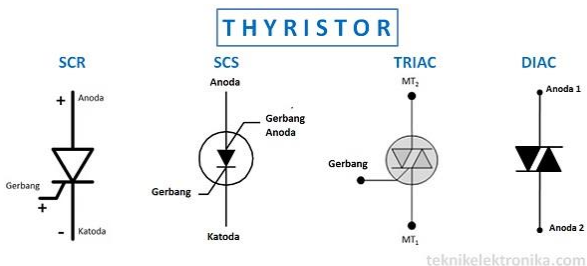 THYRISTOR
SCR
+ Anoda
Gerbang
+
- Katoda
SCS
Anoda
Gerbang
Anoda
Gerbang
Katoda
TRIAC
MT2
Gerbang
MT1
DIAC
Anoda 1
Anoda 2
teknikelektronika.com